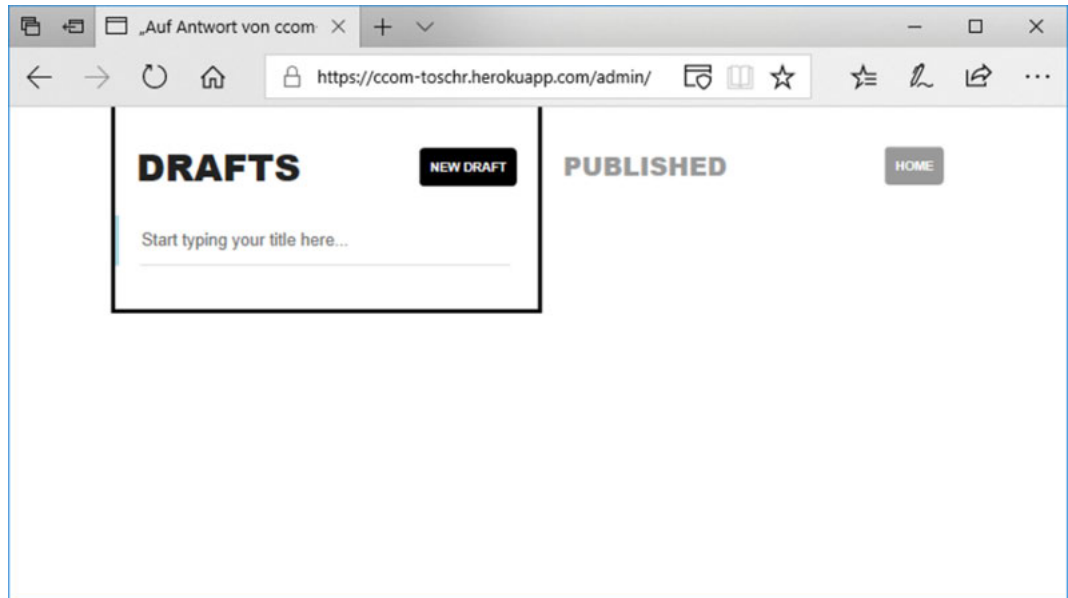 „Auf Antwort von ccom
https://ccom-toschr.herokuapp.com/admin/
DRAFTS
NEW DRAFT
PUBLISHED
HOME
Start typing your title here...